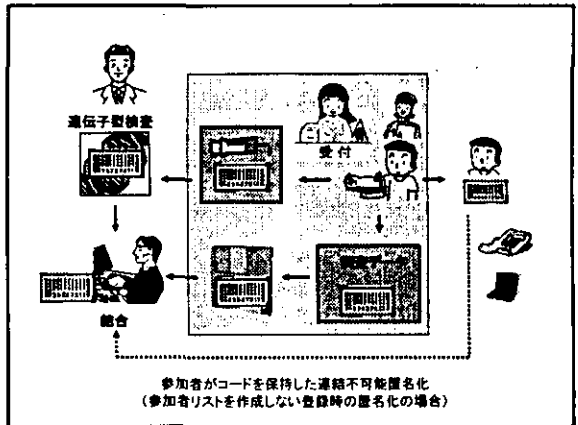 遺伝子型検査
受付
結合
参加者がコードを保持した連結不可能匿名化
(参加者リストを作成しない登録時の匿名化の場合)